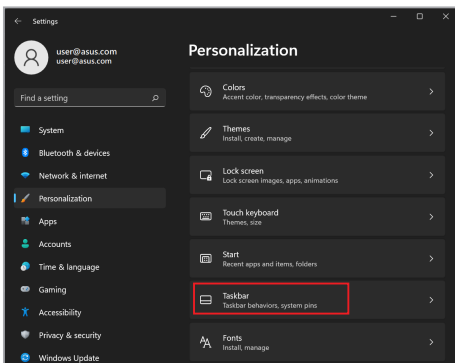 Settings
user@asus.com
user@asus.com
Find a setting
System
Bluetooth & devices
Network & internet
Personalization
Apps
Accounts
Time & language
Gaming
Accessibility
Privacy & security
Windows Update
Personalization
Colors
Accent color, transparency effects, color theme
Themes
Install, create, manage
Lock screen
Lock screen images, apps, animations
Touch keyboard
Themes, size
Start
Recent apps and items, folders
Taskbar
Taskbar behaviors, system pins
Fonts
Install, manage